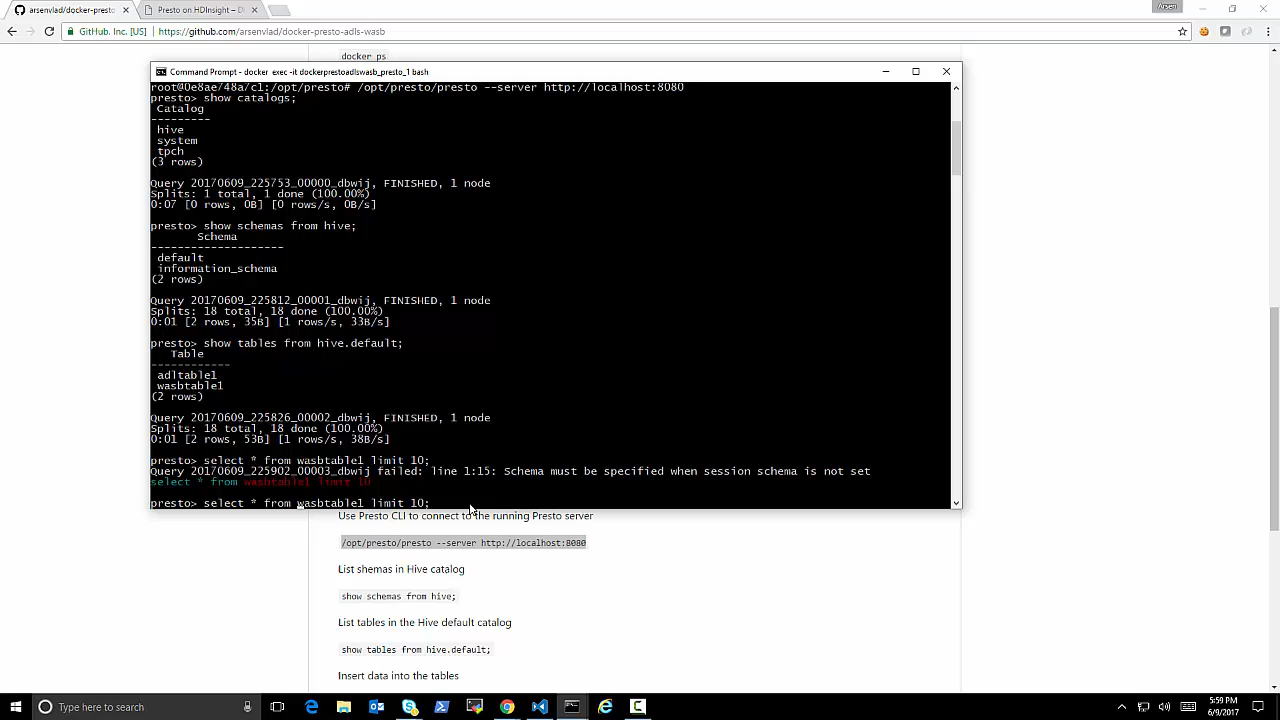 arsenvlad/docker-presto
Presto on HDInsight – D
Arsen
GitHub, Inc. [US] https://github.com/arsenvlad/docker-presto-adls-wasb
docker ps
Command Prompt - docker exec -it dockerprestoadlswasb_presto_1 bash
root@0e8ae748a7c1:/opt/presto# /opt/presto/presto --server http://localhost:8080
presto> show catalogs;
Catalog
---------
hive
system
tpch
(3 rows)
Query 20170609_225753_00000_dbwij, FINISHED, 1 node
Splits: 1 total, 1 done (100.00%)
0:07 [0 rows, 0B] [0 rows/s, 0B/s]
presto> show schemas from hive;
Schema
--------------------
default
information_schema
(2 rows)
Query 20170609_225812_00001_dbwij, FINISHED, 1 node
Splits: 18 total, 18 done (100.00%)
0:01 [2 rows, 35B] [1 rows/s, 33B/s]
presto> show tables from hive.default;
Table
------------
adltable1
wasbtable1
(2 rows)
Query 20170609_225826_00002_dbwij, FINISHED, 1 node
Splits: 18 total, 18 done (100.00%)
0:01 [2 rows, 53B] [1 rows/s, 38B/s]
presto> select * from wasbtable1 limit 10;
Query 20170609_225902_00003_dbwij failed: line 1:15: Schema must be specified when session schema is not set
select * from wasbtable1 limit 10
presto> select * from wasbtable1 limit 10;
Use Presto CLI to connect to the running Presto server
/opt/presto/presto --server http://localhost:8080
List shemas in Hive catalog
show schemas from hive;
List tables in the Hive default catalog
show tables from hive.default;
Insert data into the tables
Type here to search
5:59 PM
6/9/2017